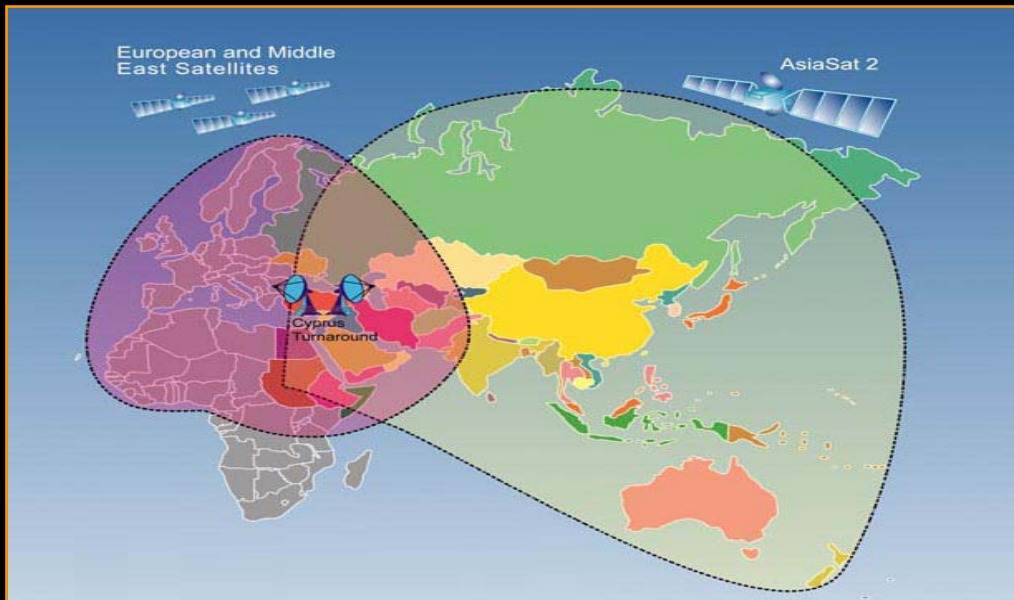 European and Middle
East Satellites
AsiaSat 2
Cyprus
Turnaround